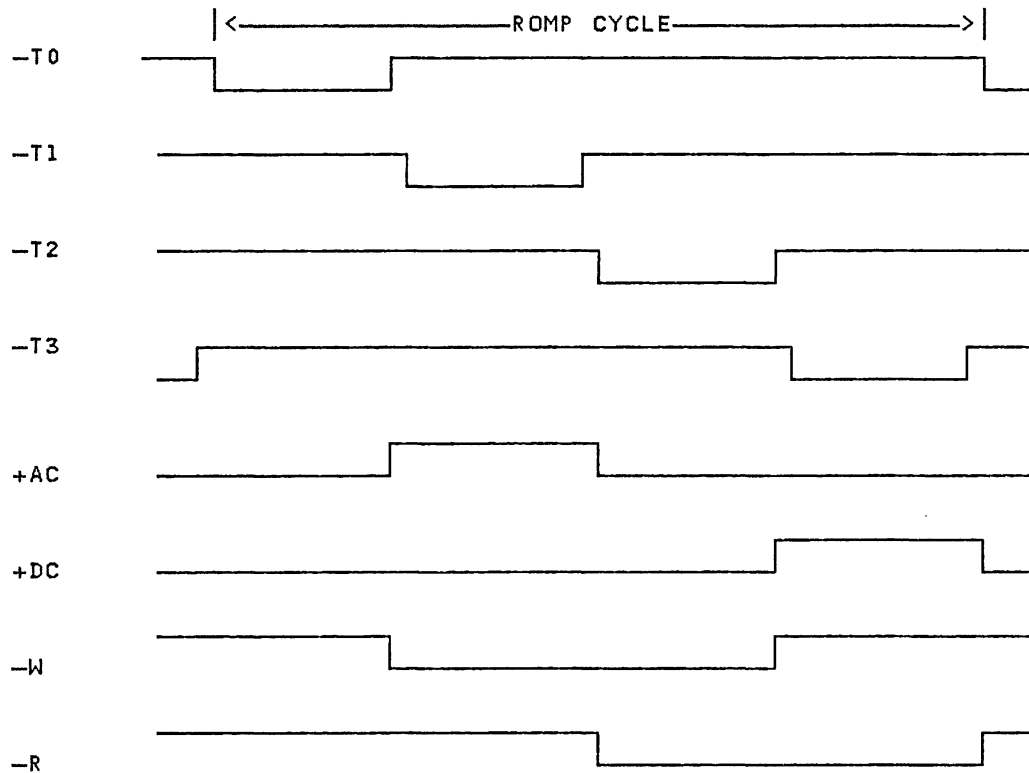 |<——ROMP CYCLE——>|
—T0
—T1
—T2
—T3
+AC
+DC
—W
—R